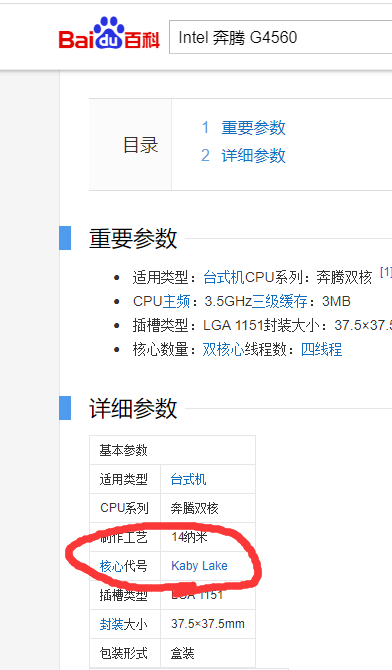 Baidu百科
Intel 奔腾 G4560
目录
1 重要参数
2 详细参数
重要参数
适用类型：台式机CPU系列：奔腾双核 [1]
CPU主频：3.5GHz三级缓存：3MB
插槽类型：LGA 1151封装大小：37.5×37.5
核心数量：双核心线程数：四线程
详细参数
基本参数
适用类型 台式机
CPU系列 奔腾双核
制作工艺 14纳米
核心代号 Kaby Lake
插槽类型 LGA 1151
封装大小 37.5×37.5mm
包装形式 盒装